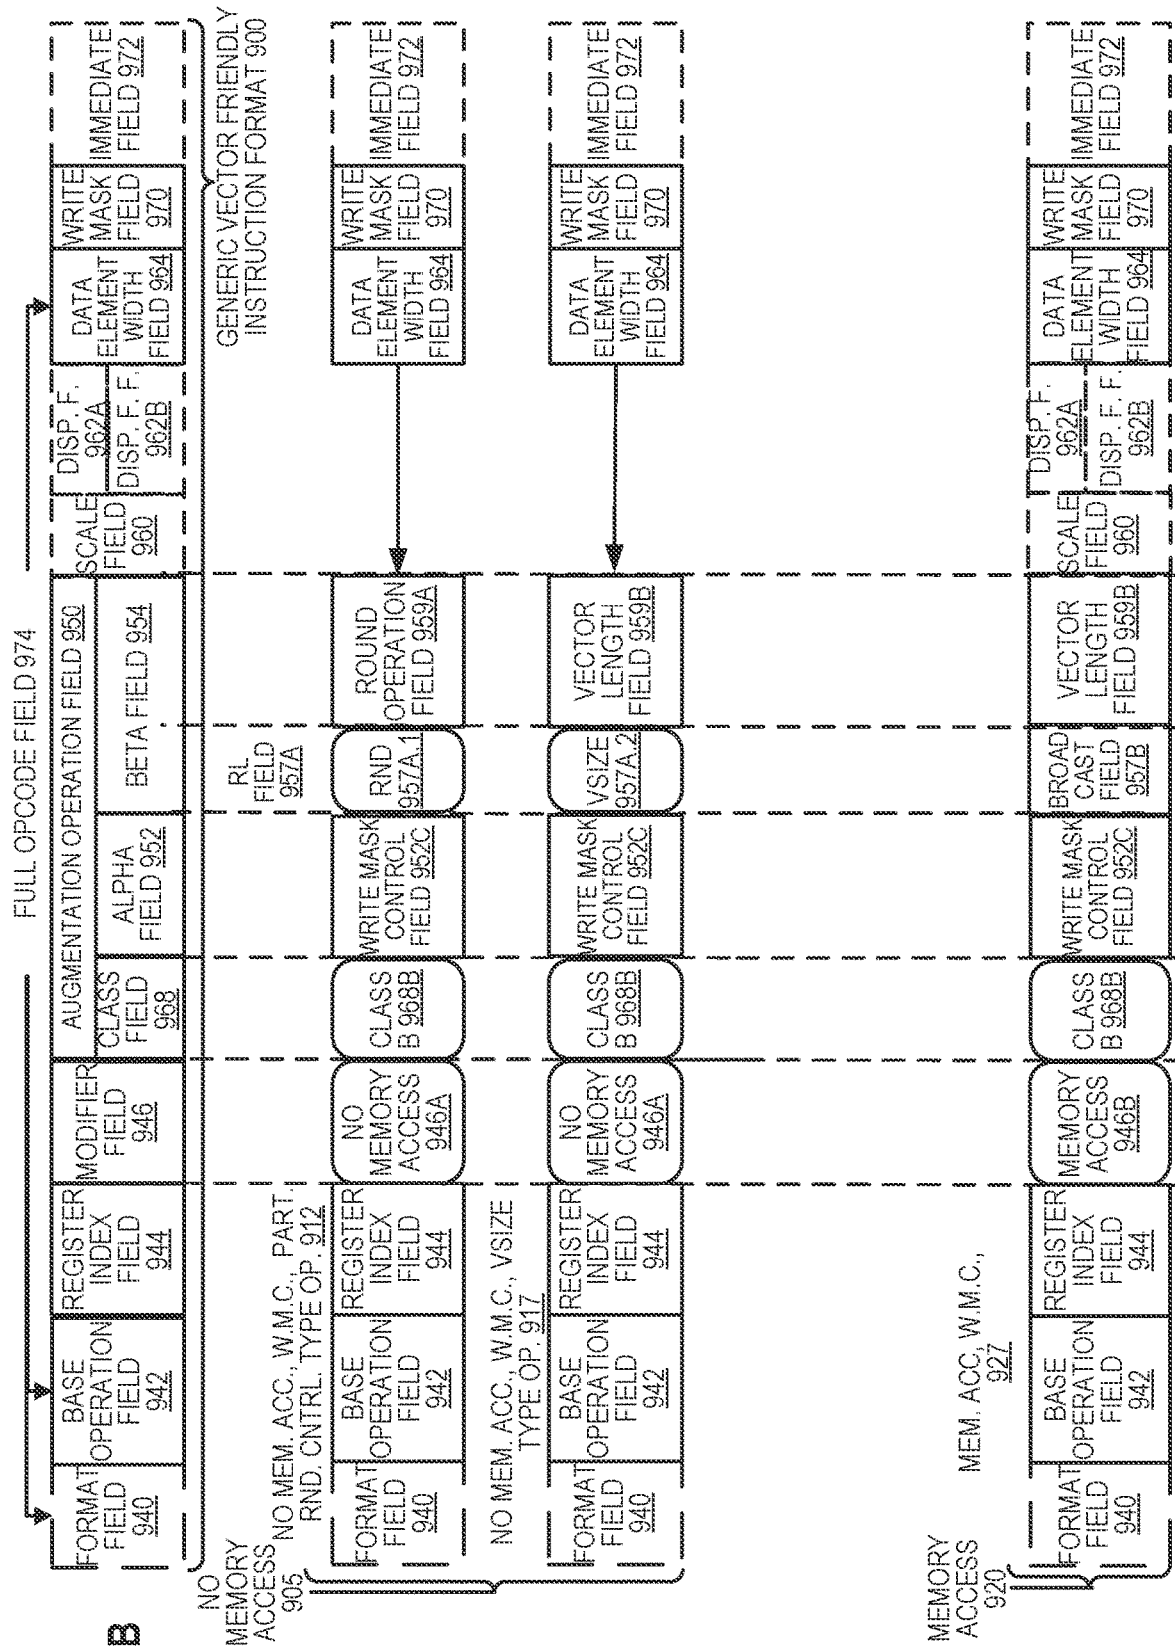 B
FULL OPCODE FIELD 974
FORMAT
FIELD
940
BASE
OPERATION
FIELD
942
REGISTER
INDEX
FIELD
944
MODIFIER
FIELD
946
AUGMENTATION OPERATION FIELD 950
CLASS
FIELD
968
ALPHA
FIELD 952
BETA FIELD 954
SCALE
FIELD
960
DISP. F.
962A
DISP. F. F.
962B
DATA
ELEMENT
WIDTH
FIELD 964
WRITE
MASK
FIELD
970
IMMEDIATE
FIELD 972
GENERIC VECTOR FRIENDLY
INSTRUCTION FORMAT 900
NO
MEMORY
ACCESS
905
NO MEM. ACC., W.M.C., PART.
RND. CNTRL. TYPE OP. 912
RL
FIELD
957A
FORMAT
FIELD
940
BASE
OPERATION
FIELD
942
REGISTER
INDEX
FIELD
944
NO
MEMORY
ACCESS
946A
CLASS
B 968B
WRITE MASK
CONTROL
FIELD 952C
RND
957A.1
ROUND
OPERATION
FIELD 959A
DATA
ELEMENT
WIDTH
FIELD 964
WRITE
MASK
FIELD
970
IMMEDIATE
FIELD 972
NO MEM. ACC., W.M.C., VSIZE
TYPE OP. 917
FORMAT
FIELD
940
BASE
OPERATION
FIELD
942
REGISTER
INDEX
FIELD
944
NO
MEMORY
ACCESS
946A
CLASS
B 968B
WRITE MASK
CONTROL
FIELD 952C
VSIZE
957A.2
VECTOR
LENGTH
FIELD 959B
DATA
ELEMENT
WIDTH
FIELD 964
WRITE
MASK
FIELD
970
IMMEDIATE
FIELD 972
MEMORY
ACCESS
920
MEM. ACC, W.M.C.,
927
FORMAT
FIELD
940
BASE
OPERATION
FIELD
942
REGISTER
INDEX
FIELD
944
MEMORY
ACCESS
946B
CLASS
B 968B
WRITE MASK
CONTROL
FIELD 952C
BROAD
CAST
FIELD
957B
VECTOR
LENGTH
FIELD 959B
SCALE
FIELD
960
DISP. F.
962A
DISP. F. F.
962B
DATA
ELEMENT
WIDTH
FIELD 964
WRITE
MASK
FIELD
970
IMMEDIATE
FIELD 972